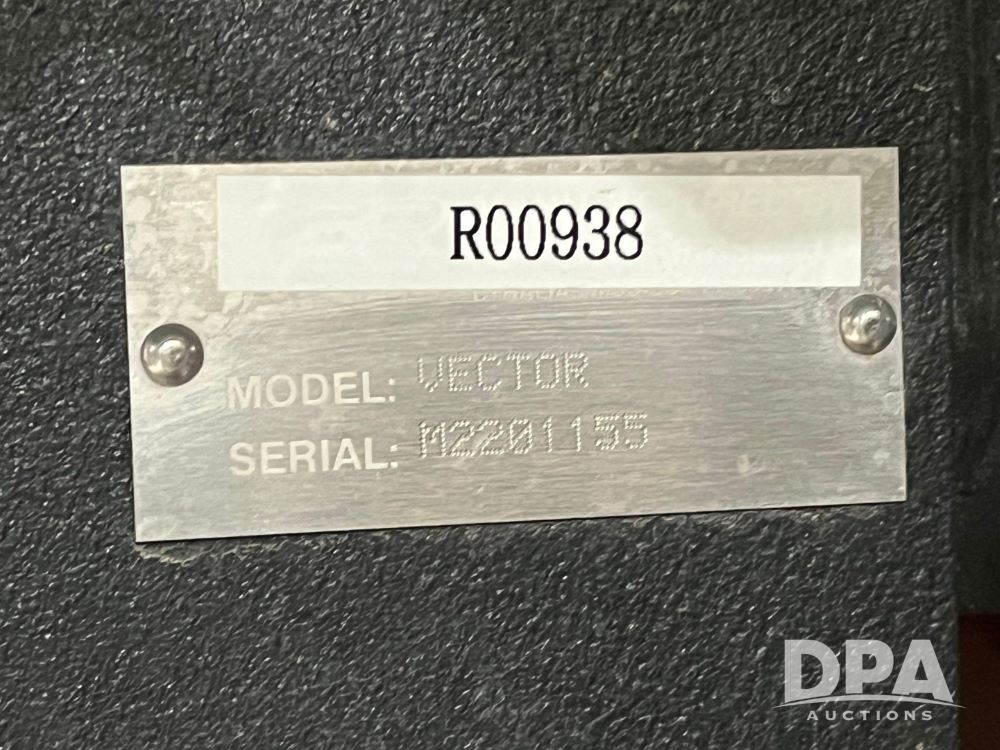 R00938
MODEL: VECTOR
SERIAL: M2201155
DPA
AUCTIONS